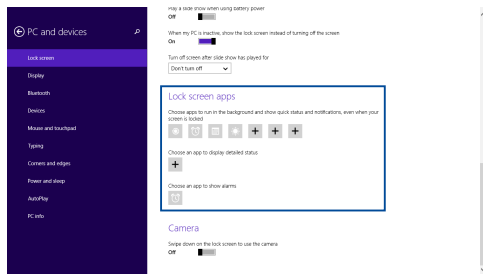 PC and devices
Lock screen
Display
Bluetooth
Devices
Mouse and touchpad
Typing
Corners and edges
Power and sleep
AutoPlay
PC info
Play a slide show when using battery power
Off
When my PC is inactive, show the lock screen instead of turning off the screen
On
Turn off screen after slide show has played for
Don't turn off
Lock screen apps
Choose apps to run in the background and show quick status and notifications, even when your
screen is locked
Choose an app to display detailed status
Choose an app to show alarms
Camera
Swipe down on the lock screen to use the camera
Off